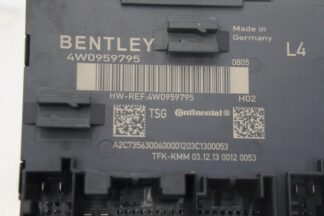 BENTLEY
Made in
Germany
L4
4W0959795
0805
HW-REF.4W0959795
H02
TSG
Continental
A2C7356300600001203C1300053
TFK-KMM 03.12.13 0012 0053